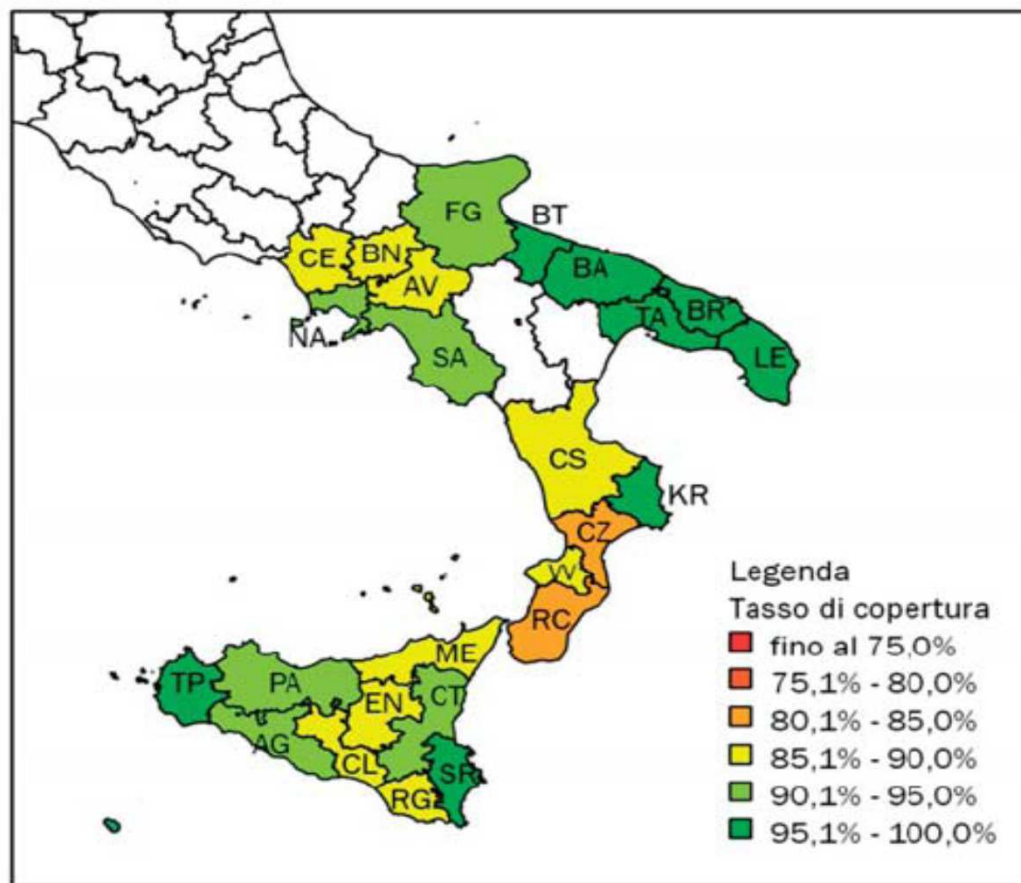 FG
BT
CE
BN
BA
AV
TA
BR
NA
SA
LE
CS
KR
CZ
VV
RC
ME
TP
PA
CT
EN
AG
CL
SR
RG
Legenda
Tasso di copertura
fino al 75,0%
75,1% - 80,0%
80,1% - 85,0%
85,1% - 90,0%
90,1% - 95,0%
95,1% - 100,0%